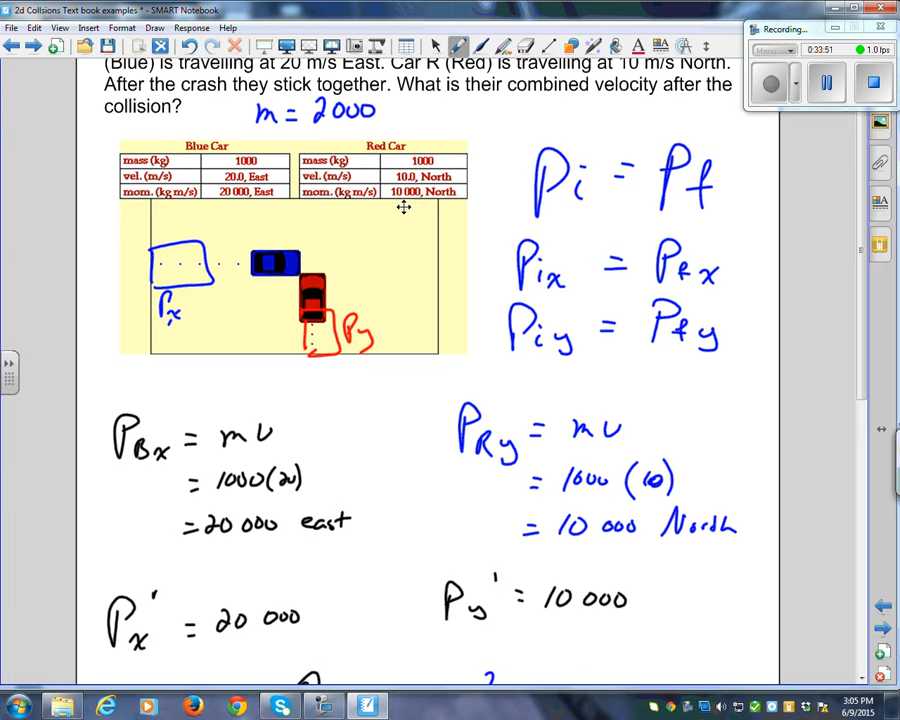 2d Collsions Text book examples * - SMART Notebook
File Edit View Insert Format Draw Response Help
Recording...
Menu 33:51 1.0 fps
(Blue) is travelling at 20 m/s East. Car R (Red) is travelling at 10 m/s North.
After the crash they stick together. What is their combined velocity after the
collision?
m = 2000
Blue Car Red Car
mass (kg) 1000 mass (kg) 1000
vel. (m/s) 20.0, East vel. (m/s) 10.0, North
mom. (kg m/s) 20 000, East mom. (kg m/s) 10 000, North
Pi = Pf
Pix = Pfx
Piy = Pfy
Px
Py
PBx = mv
= 1000(20)
= 20 000 east
PRy = mv
= 1000 (10)
= 10 000 North
Px' = 20 000
Py' = 10 000
3:05 PM
6/9/2015